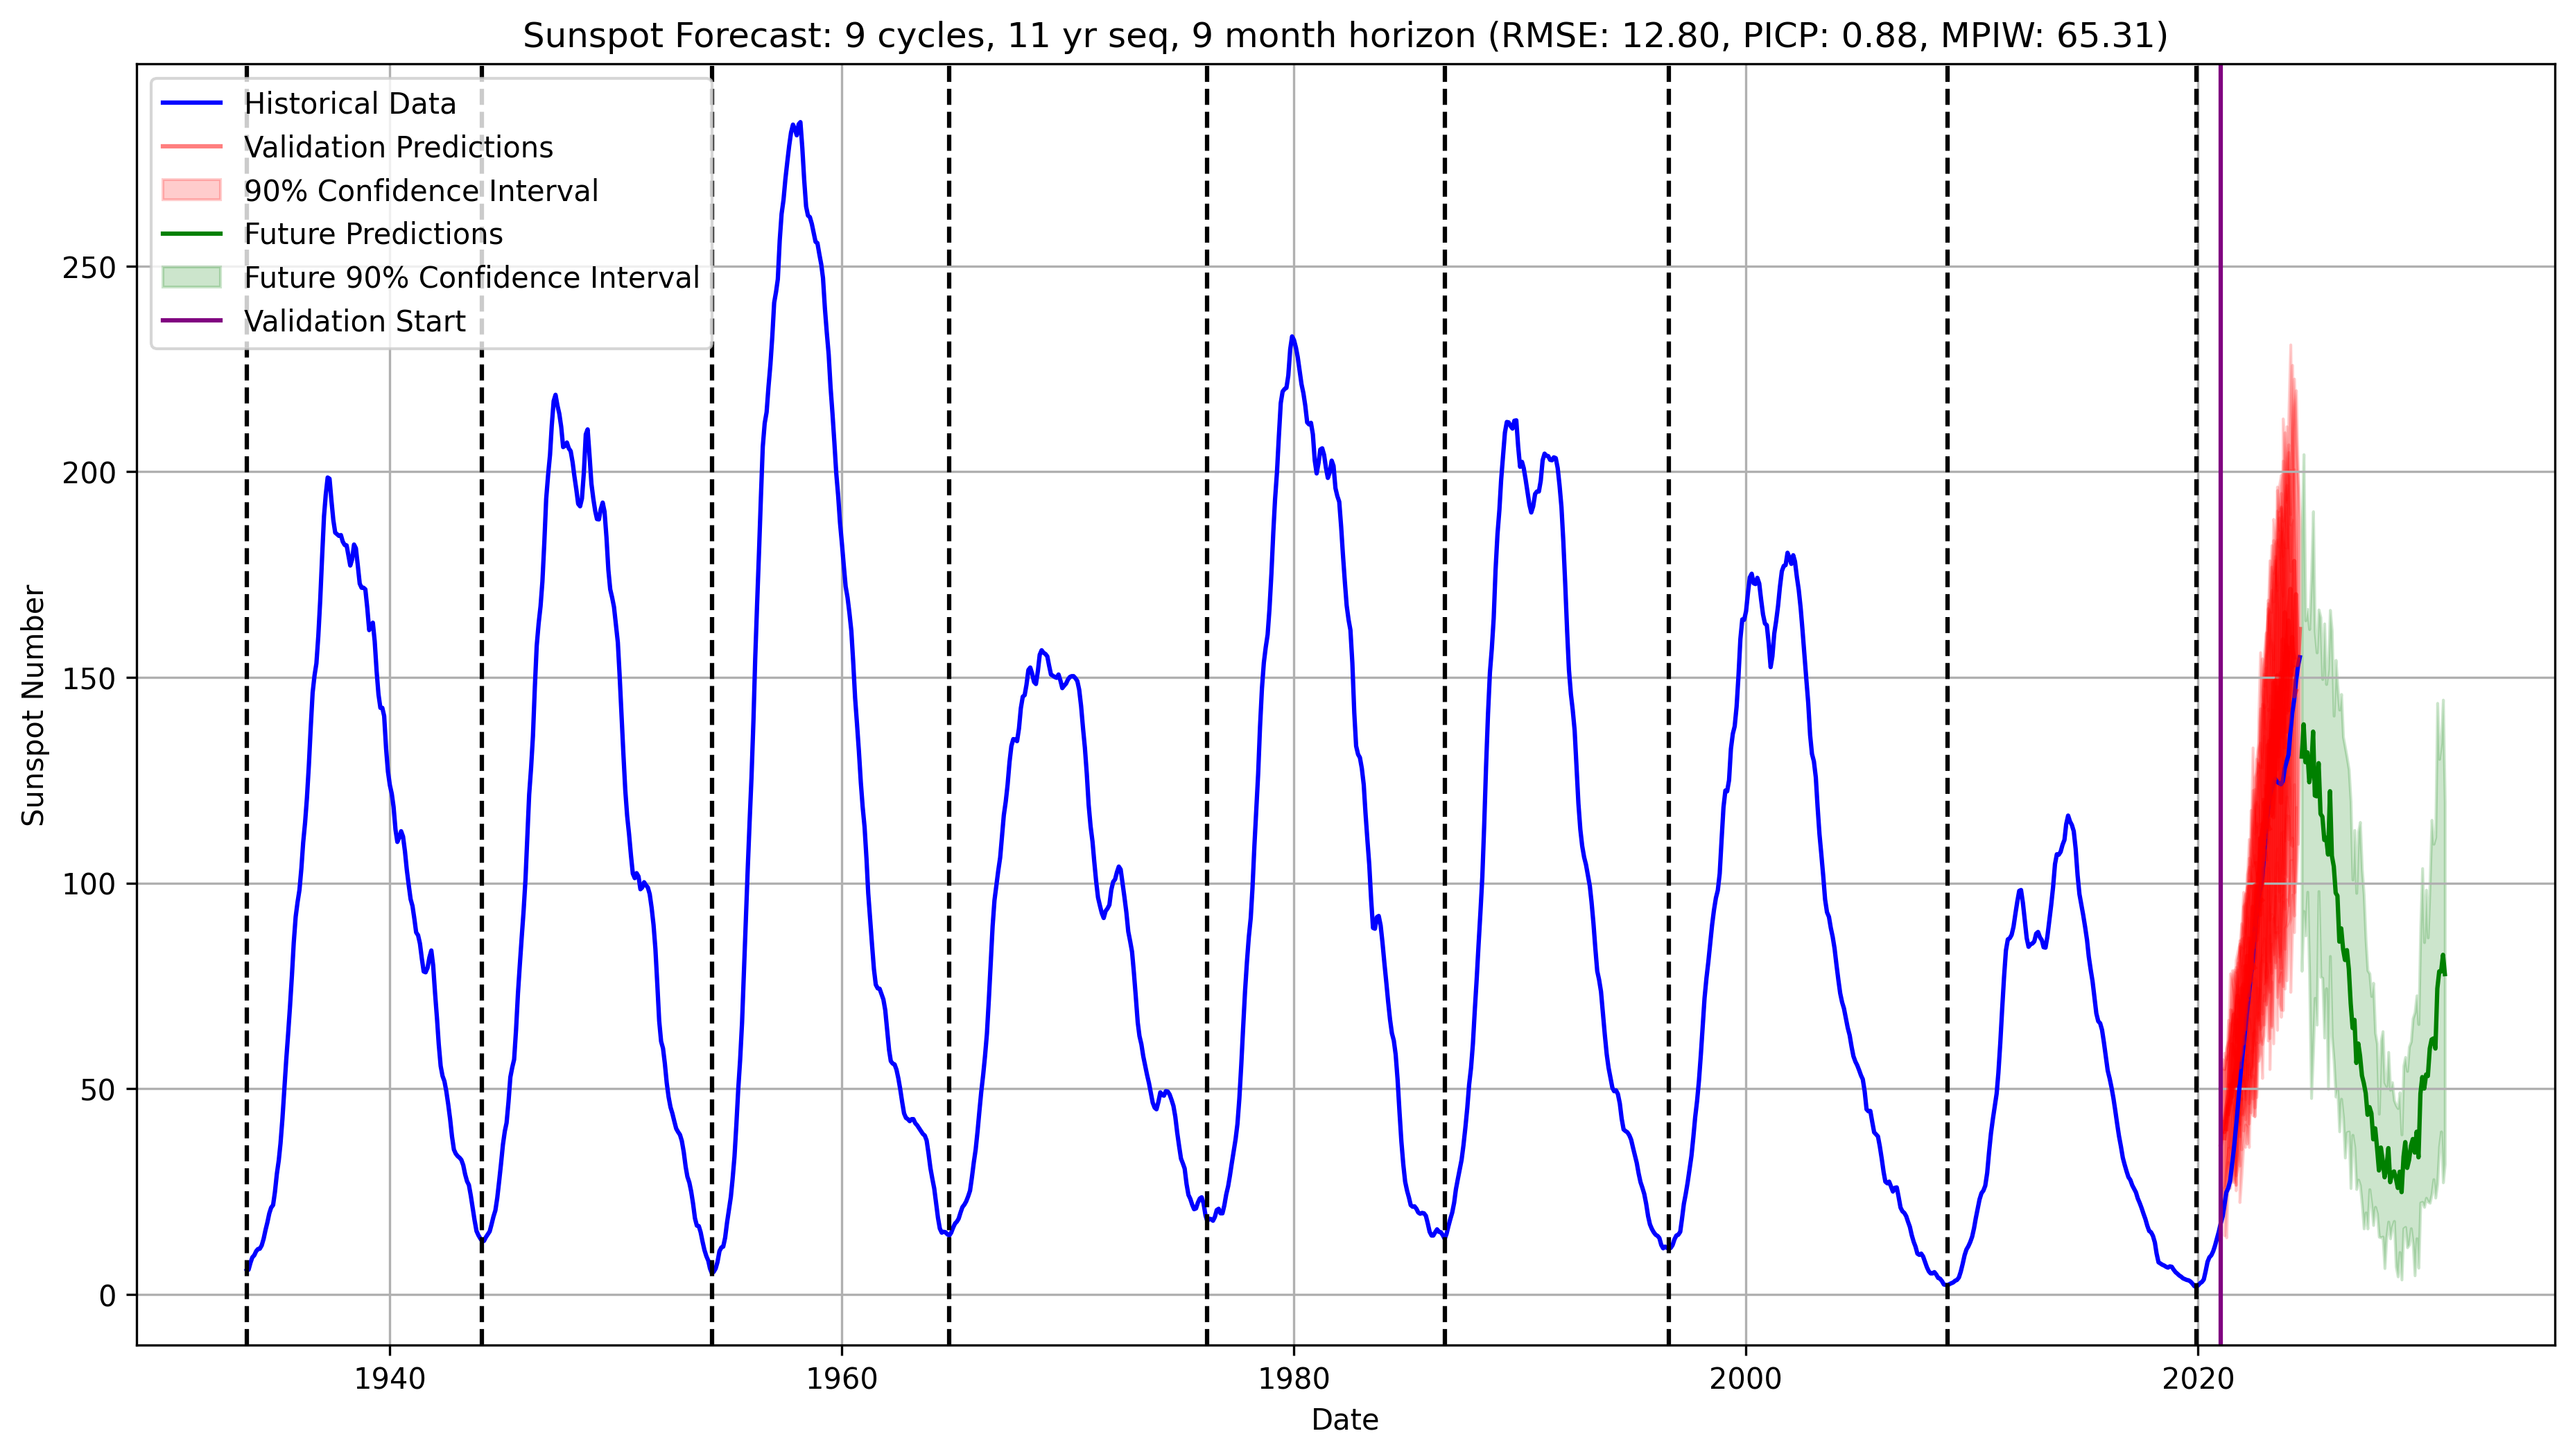 Sunspot Forecast: 9 cycles, 11 yr seq, 9 month horizon (RMSE: 12.80, PICP: 0.88, MPIW: 65.31)
Historical Data
Validation Predictions
90% Confidence Interval
Future Predictions
Future 90% Confidence Interval
Validation Start
Sunspot Number
250
200
150
100
50
0
1940
1960
1980
2000
2020
Date